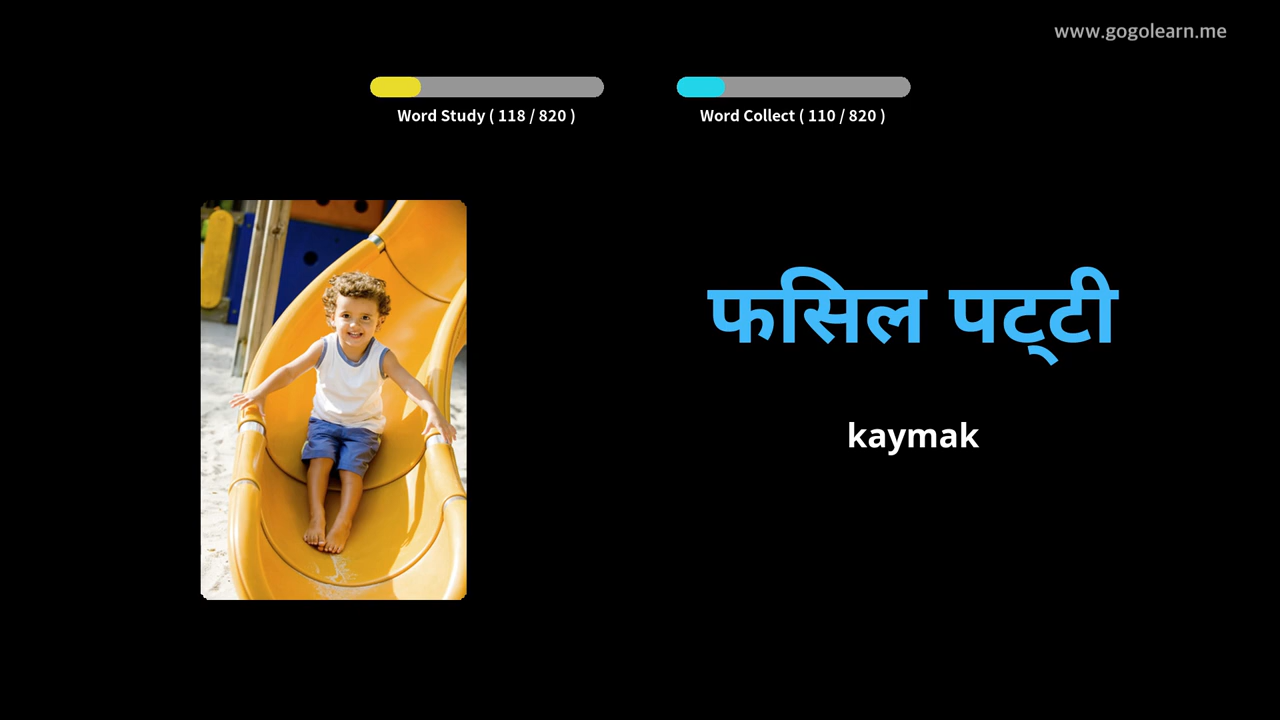 www.gogolearn.me
Word Study ( 118 / 820 )
Word Collect ( 110 / 820 )
फसिल पट्‌टी
kaymak